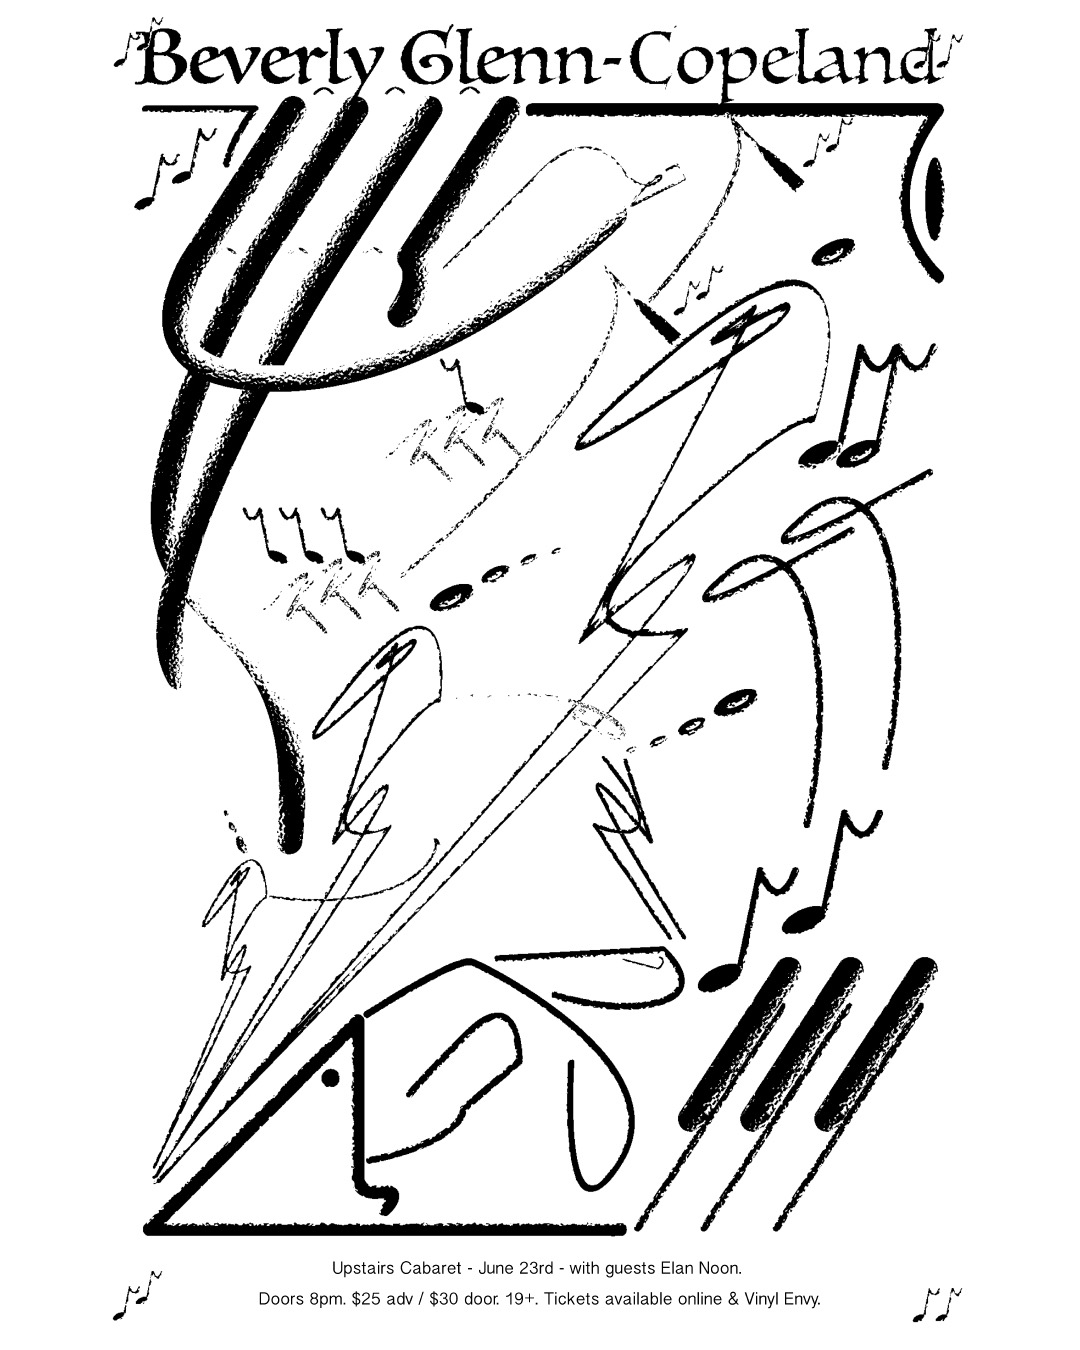 Beverly Glenn-Copeland
Upstairs Cabaret - June 23rd - with guests Elan Noon.
Doors 8pm. $25 adv / $30 door. 19+. Tickets available online & Vinyl Envy.